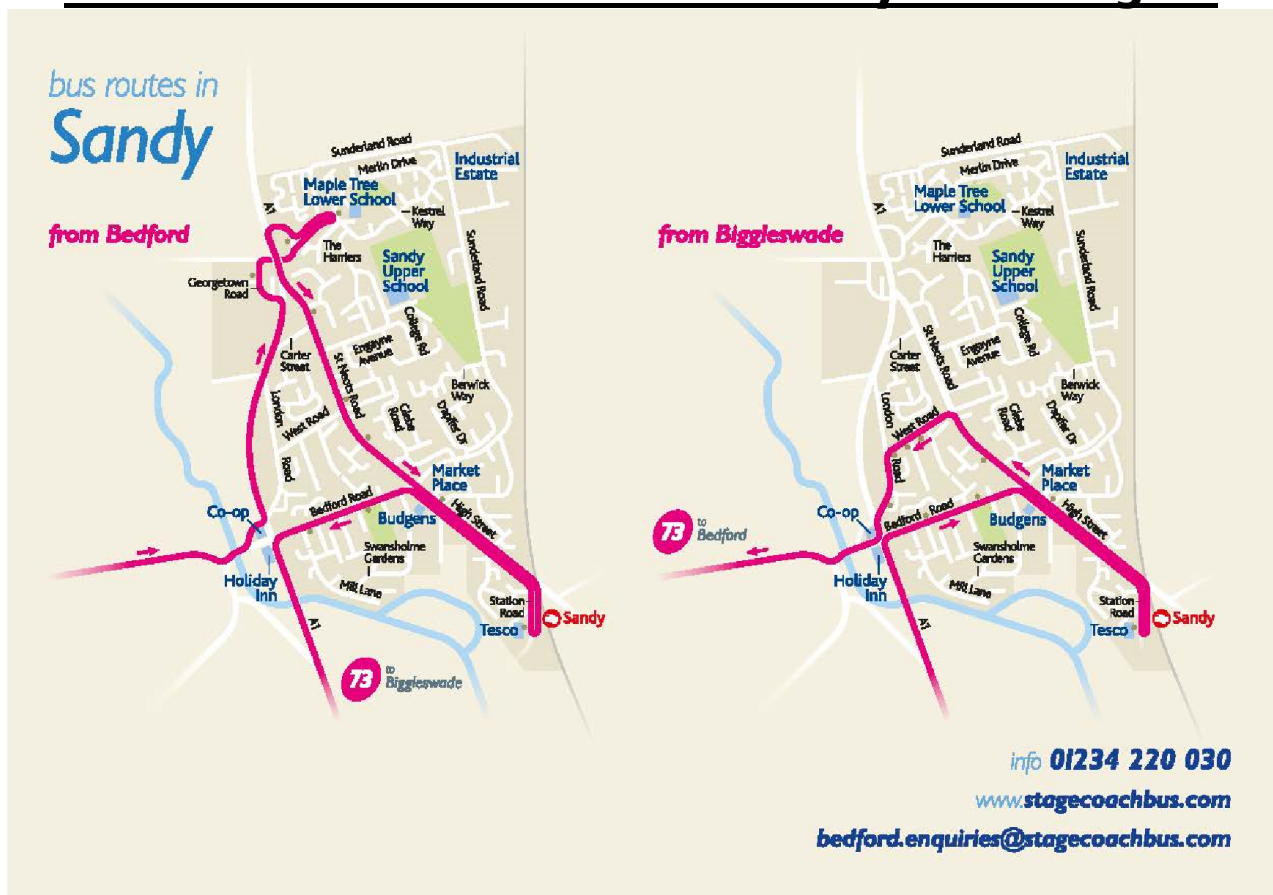 bus routes in
Sandy
from Bedford
Sunderland Road
Merlin Drive
Industrial
Estate
Maple Tree
Lower School
A1
Kestrel
Way
The
Harriers
Sandy
Upper
School
Sunderland Road
Georgetown
Road
College Rd
Engayne
Avenue
Carter
Street
St Neots Road
Berwick
Way
London
Road
West Road
Glebe
Road
Dapifer Dr
Market
Place
Bedford Road
High Street
Co-op
Budgens
Swansholme
Gardens
Holiday
Inn
Mill Lane
Station
Road
A1
Tesco
Sandy
73 to
Biggleswade
from Biggleswade
Sunderland Road
Merlin Drive
Industrial
Estate
Maple Tree
Lower School
A1
Kestrel
Way
The
Harriers
Sandy
Upper
School
Sunderland Road
College Rd
Engayne
Avenue
Carter
Street
St Neots Road
Berwick
Way
London
Road
West Road
Glebe
Road
Dapifer Dr
Market
Place
Bedford Road
High Street
Co-op
Budgens
73 to
Bedford
Swansholme
Gardens
Holiday
Inn
Mill Lane
Station
Road
A1
Tesco
Sandy
info 01234 220 030
www.stagecoachbus.com
bedford.enquiries@stagecoachbus.com